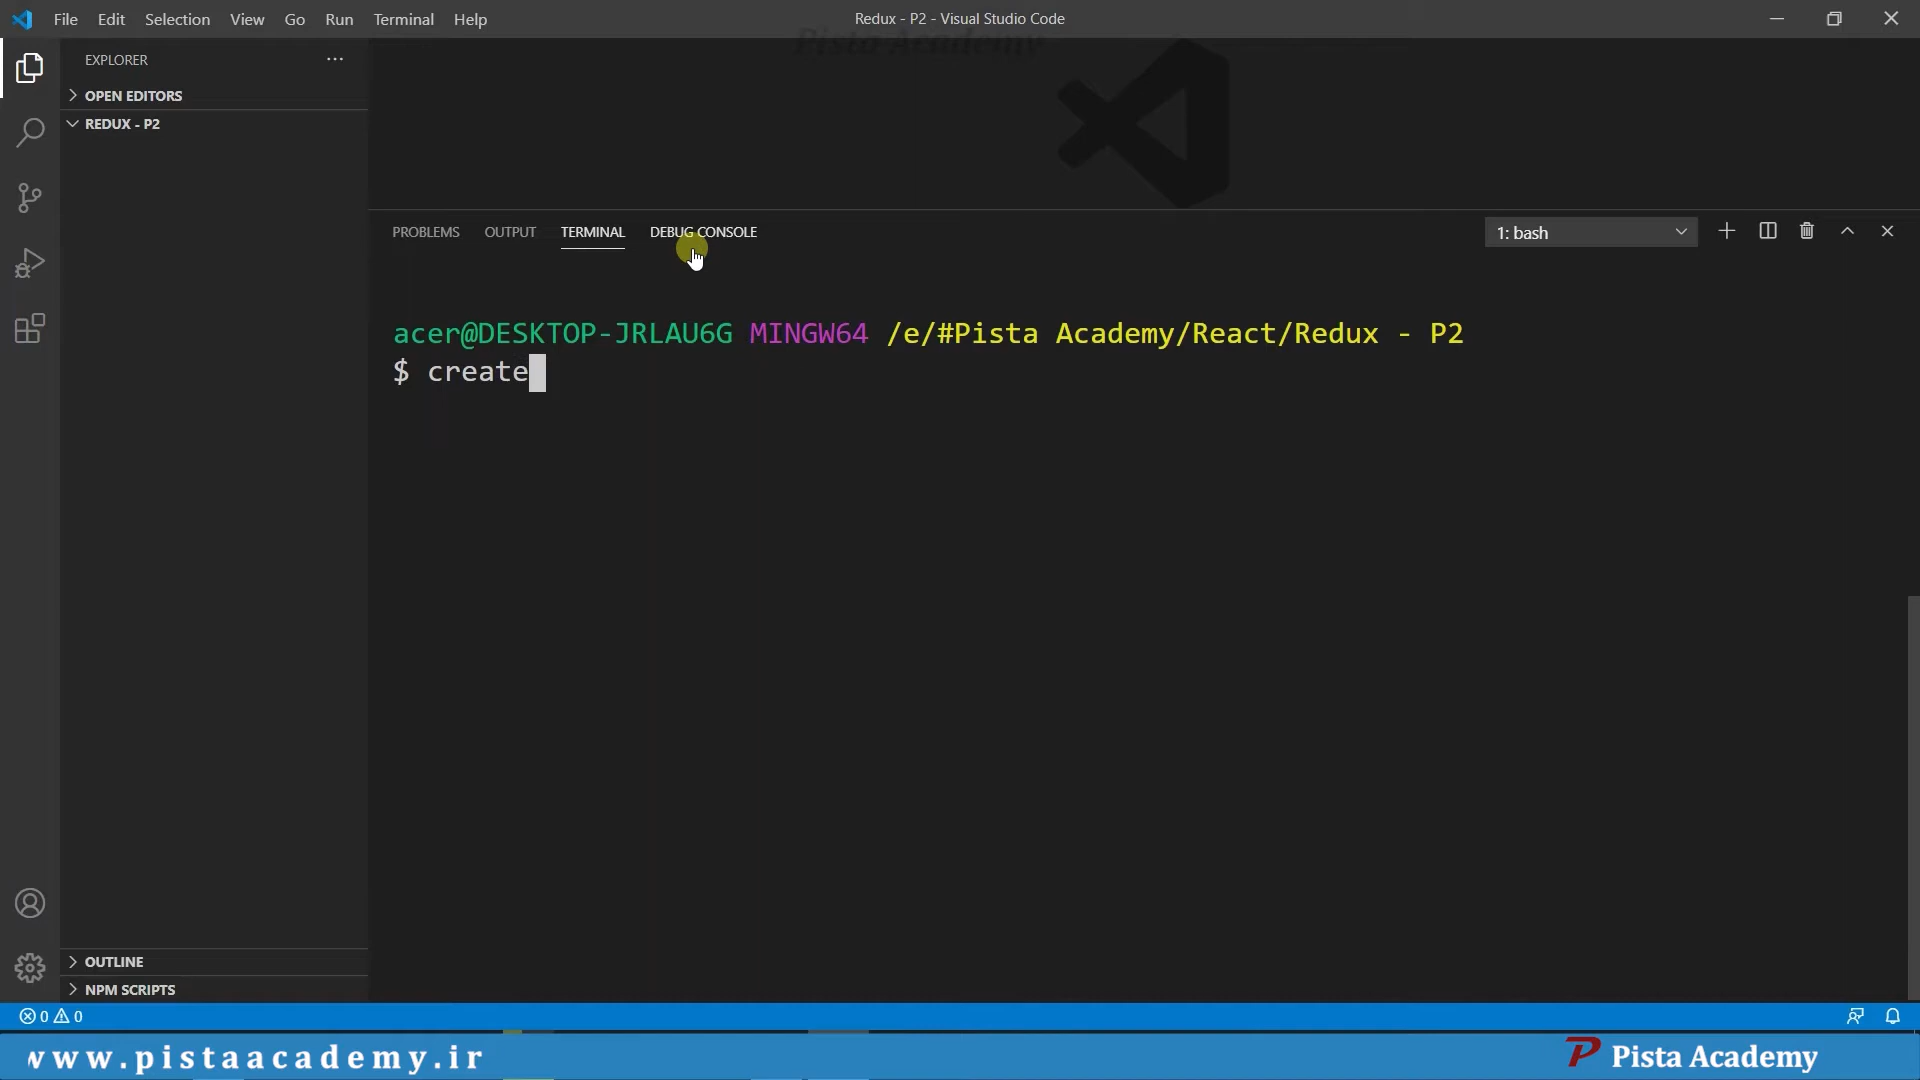 File Edit Selection View Go Run Terminal Help
Redux - P2 - Visual Studio Code
Pista Academy
EXPLORER
OPEN EDITORS
REDUX - P2
PROBLEMS OUTPUT TERMINAL DEBUG CONSOLE
1: bash
acer@DESKTOP-JRLAU6G MINGW64 /e/#Pista Academy/React/Redux - P2
$ create
OUTLINE
NPM SCRIPTS
0 0
www.pistaacademy.ir
Pista Academy